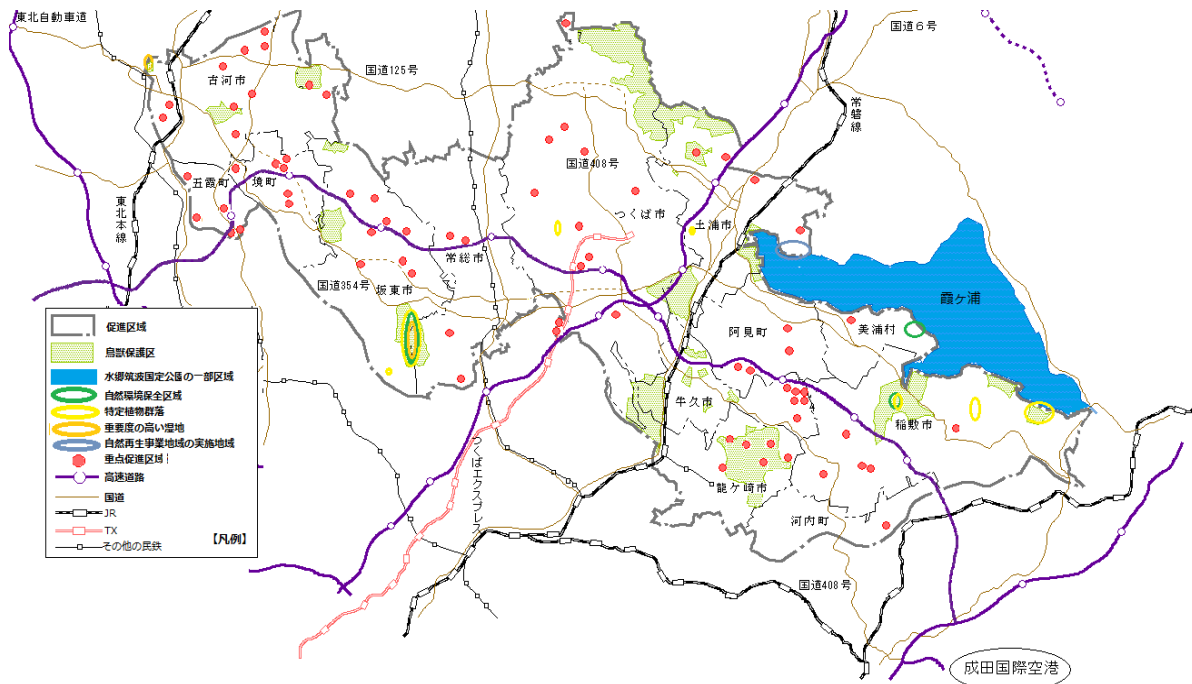 東北自動車道
国道6号
古河市
国道125号
常磐線
国道408号
五霞町
境町
つくば市
土浦市
東北本線
常総市
国道354号
坂東市
霞ヶ浦
阿見町
美浦村
牛久市
稲敷市
つくばエクスプレス
龍ケ崎市
河内町
国道408号
成田国際空港
促進区域
鳥獣保護区
水郷筑波国定公園の一部区域
自然環境保全区域
特定植物群落
重要度の高い湿地
自然再生事業地域の実施地域
重点促進区域
高速道路
国道
JR
TX
その他の民鉄
【凡例】